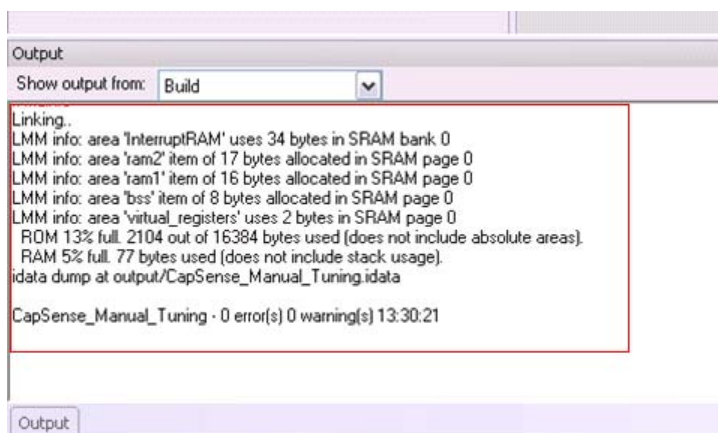 Output
Show output from: Build
Linking..
LMM info: area 'InterruptRAM' uses 34 bytes in SRAM bank 0
LMM info: area 'ram2' item of 17 bytes allocated in SRAM page 0
LMM info: area 'ram1' item of 16 bytes allocated in SRAM page 0
LMM info: area 'bss' item of 8 bytes allocated in SRAM page 0
LMM info: area 'virtual_registers' uses 2 bytes in SRAM page 0
ROM 13% full. 2104 out of 16384 bytes used (does not include absolute areas).
RAM 5% full. 77 bytes used (does not include stack usage).
idata dump at output/CapSense_Manual_Tuning.idata
CapSense_Manual_Tuning - 0 error(s) 0 warning(s) 13:30:21
Output